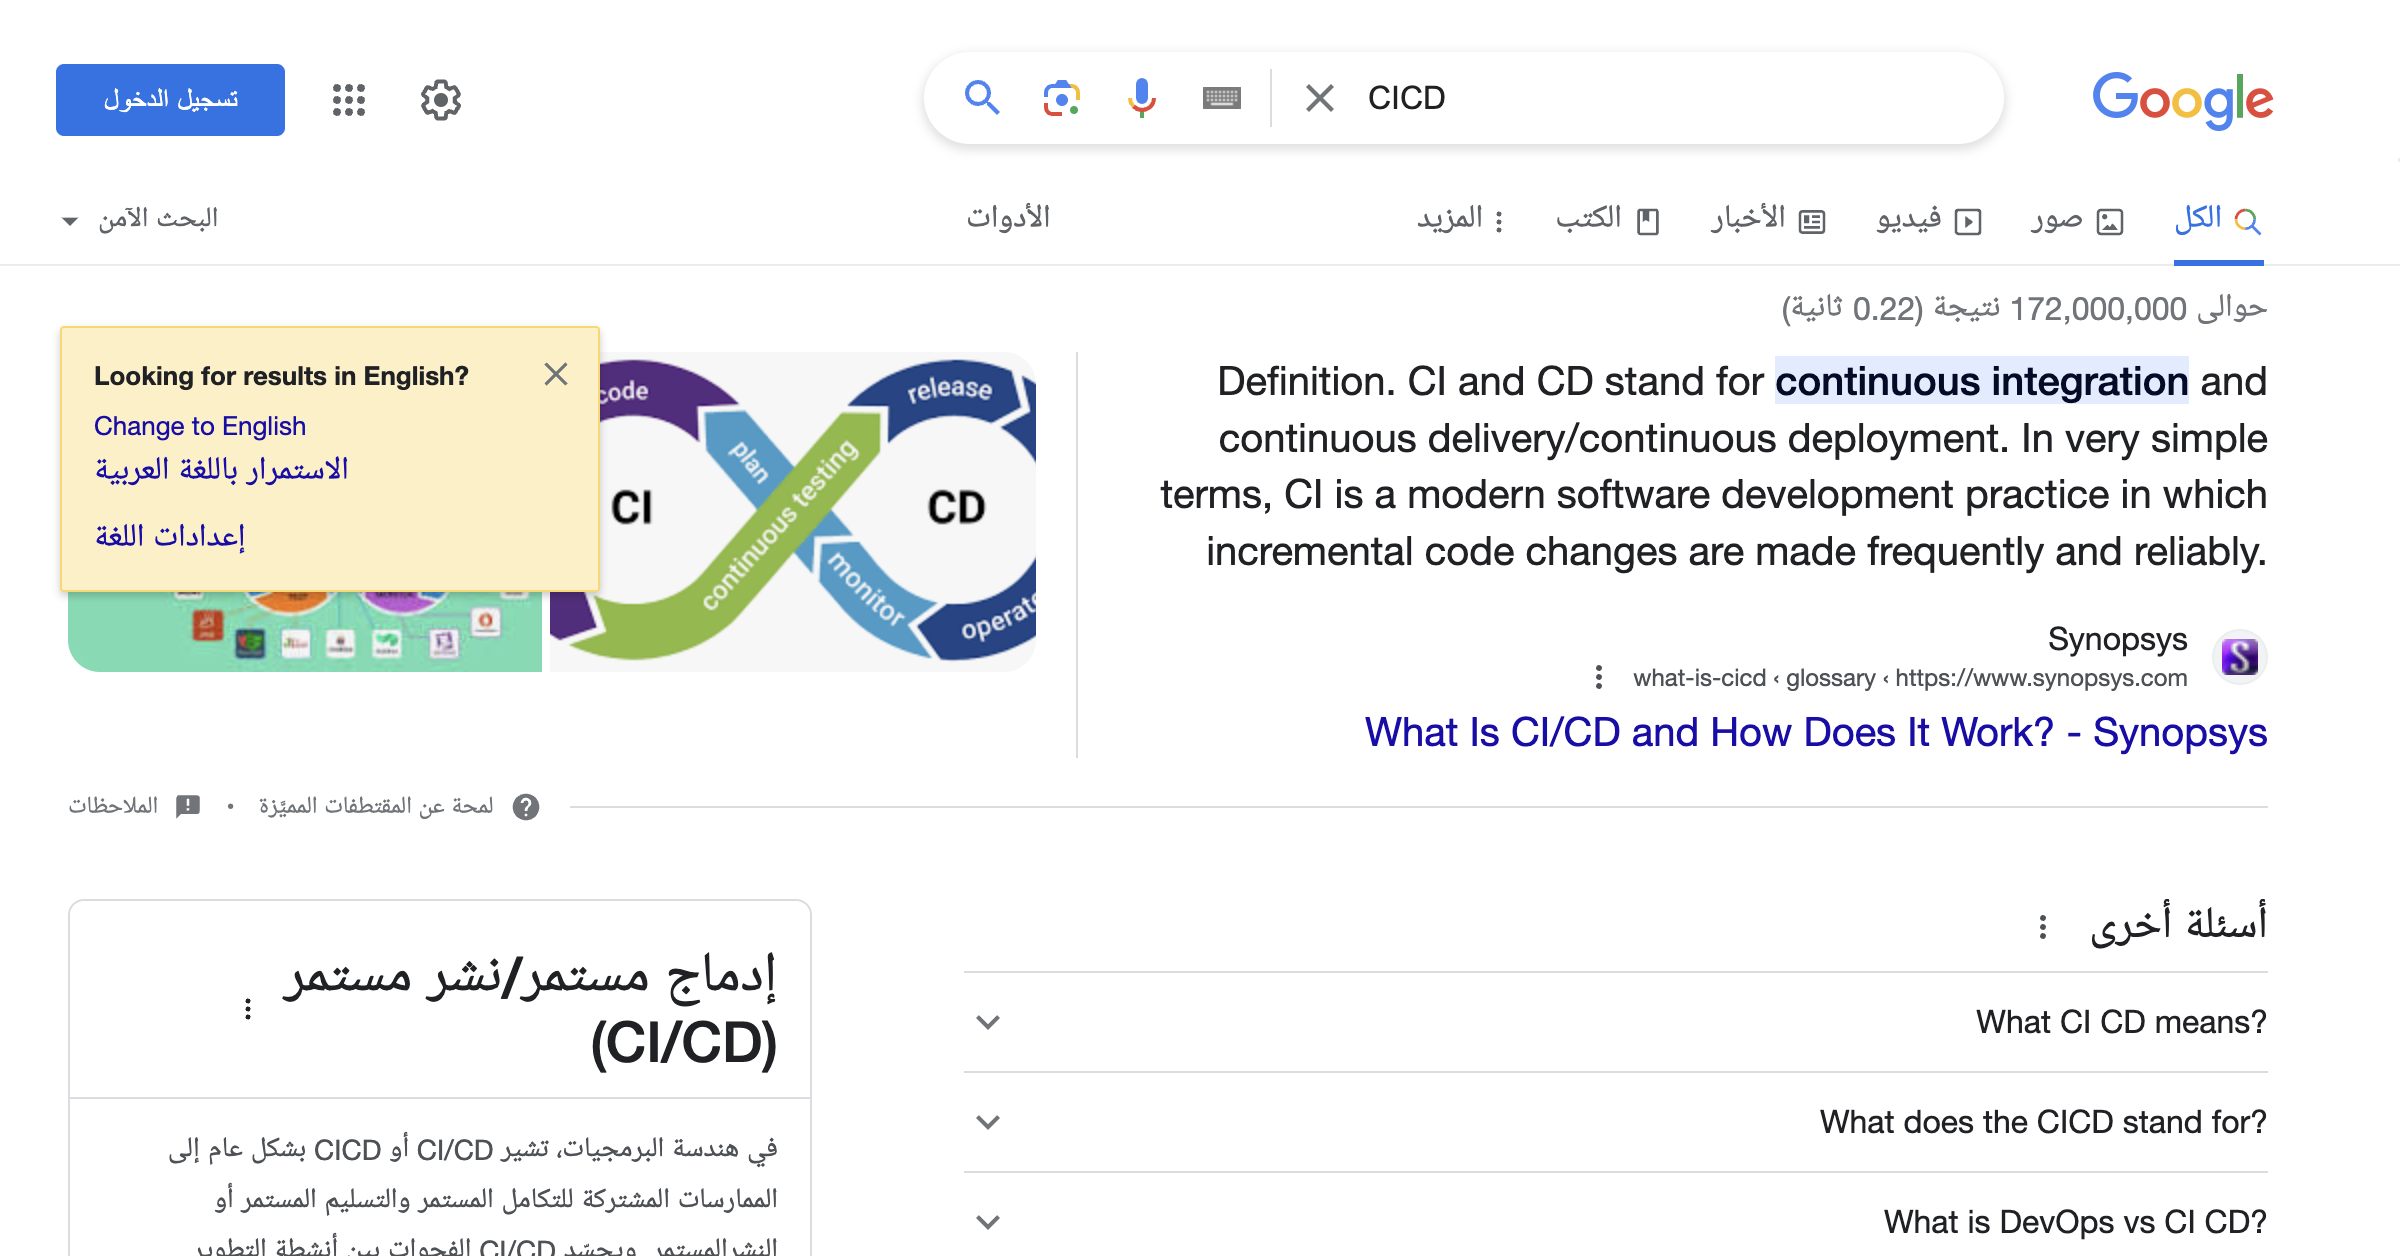 Google
CICD
تسجيل الدخول
الكل
صور
فيديو
الأخبار
الكتب
المزيد
الأدوات
البحث الآمن
حوالى 172,000,000 نتيجة (0.22 ثانية)
Definition. CI and CD stand for continuous integration and
continuous delivery/continuous deployment. In very simple
terms, CI is a modern software development practice in which
incremental code changes are made frequently and reliably.
Synopsys
https://www.synopsys.com › glossary › what-is-cicd
What Is CI/CD and How Does It Work? - Synopsys
code
plan
continuous testing
release
monitor
operate
CI
CD
Looking for results in English?
Change to English
الاستمرار باللغة العربية
إعدادات اللغة
لمحة عن المقتطفات المميَّزة • الملاحظات
أسئلة أخرى
What CI CD means?
What does the CICD stand for?
What is DevOps vs CI CD?
إدماج مستمر/نشر مستمر
(CI/CD)
في هندسة البرمجيات، تشير CI/CD أو CICD بشكل عام إلى
الممارسات المشتركة للتكامل المستمر والتسليم المستمر أو
النشرالمستمر. ويجسّد CI/CD الفجوات بين أنشطة التطوير